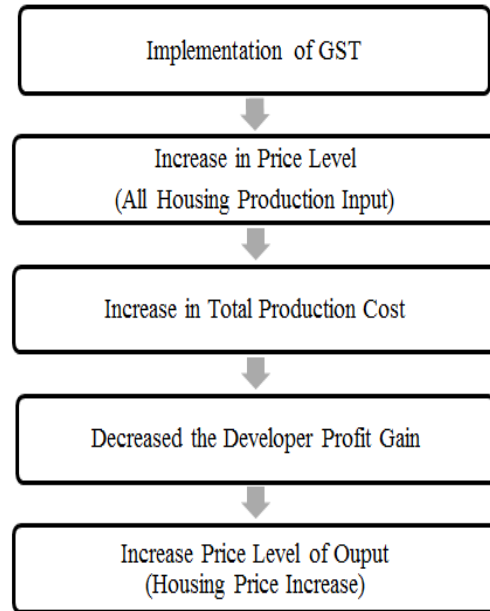 Implementation of GST
Increase in Price Level
(All Housing Production Input)
Increase in Total Production Cost
Decreased the Developer Profit Gain
Increase Price Level of Ouput
(Housing Price Increase)